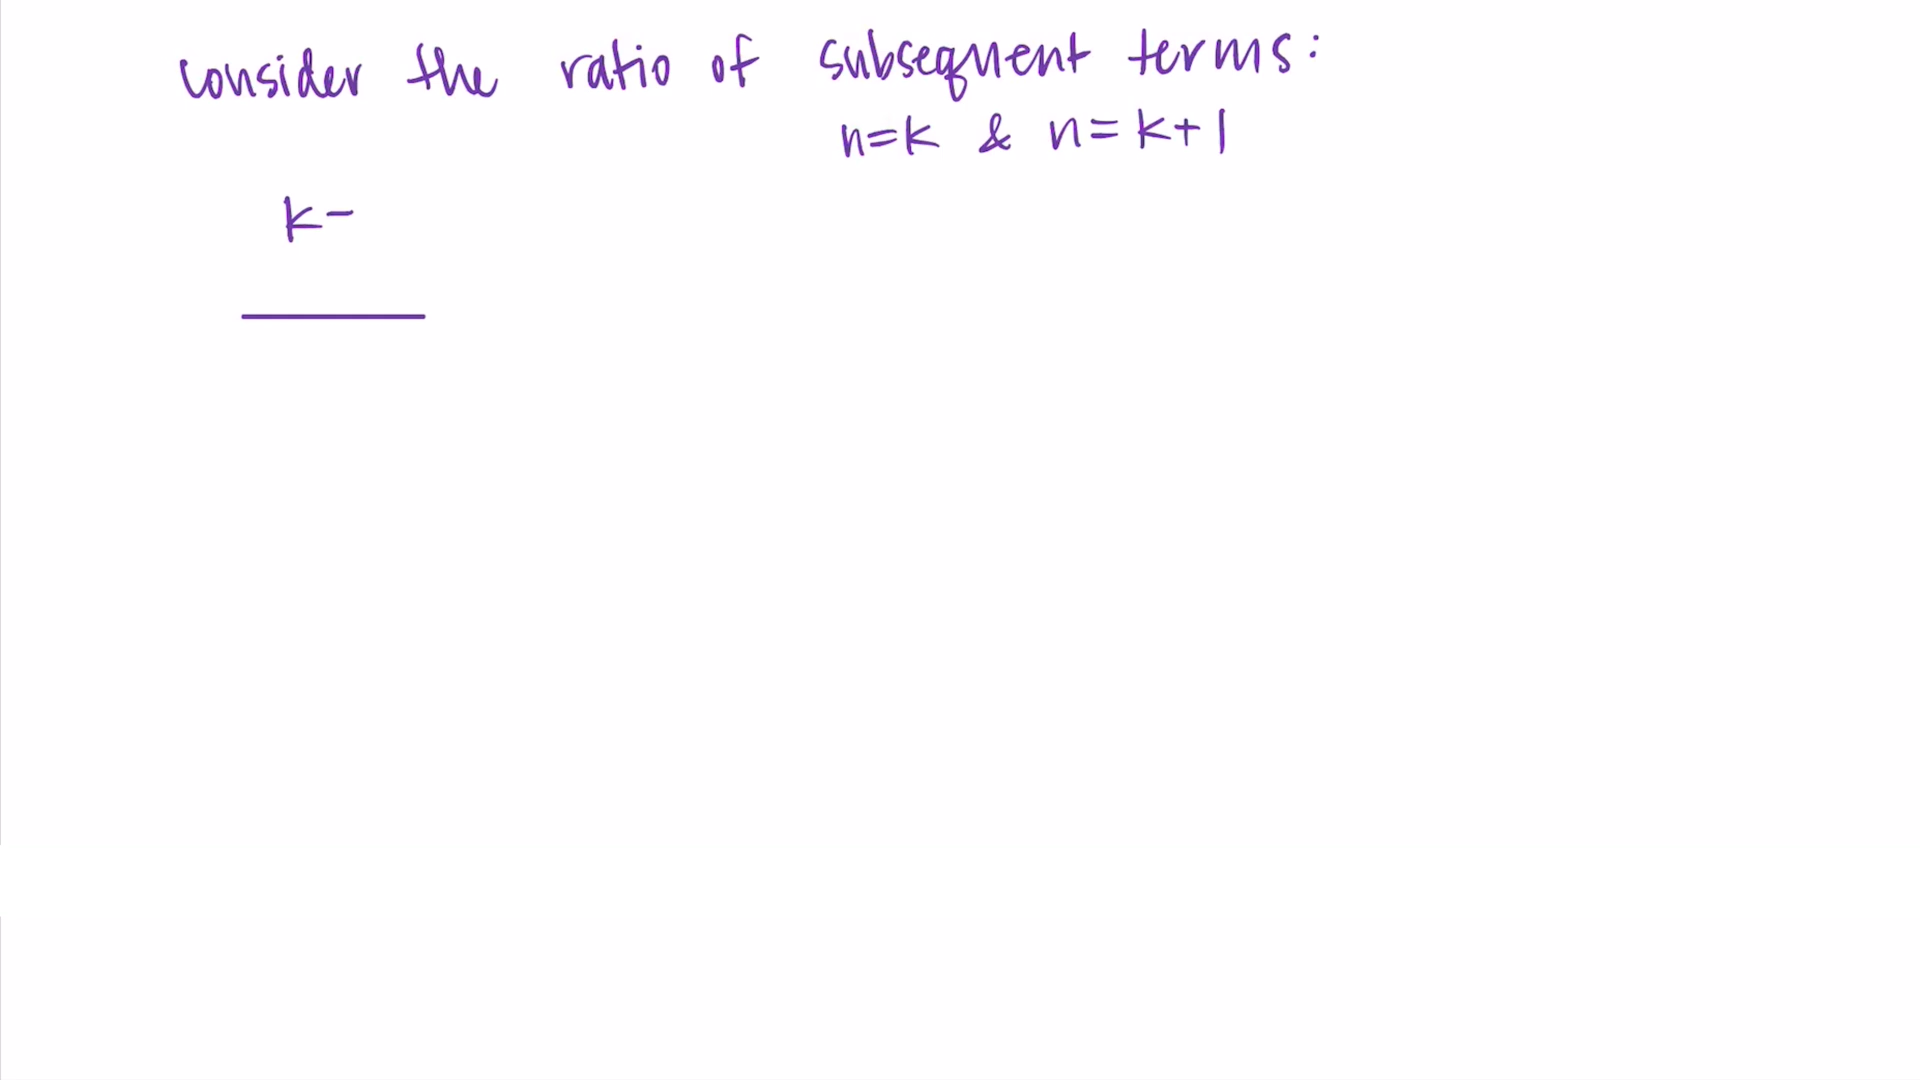 consider the ratio of subsequent terms:
n=k & n=k+1
k-